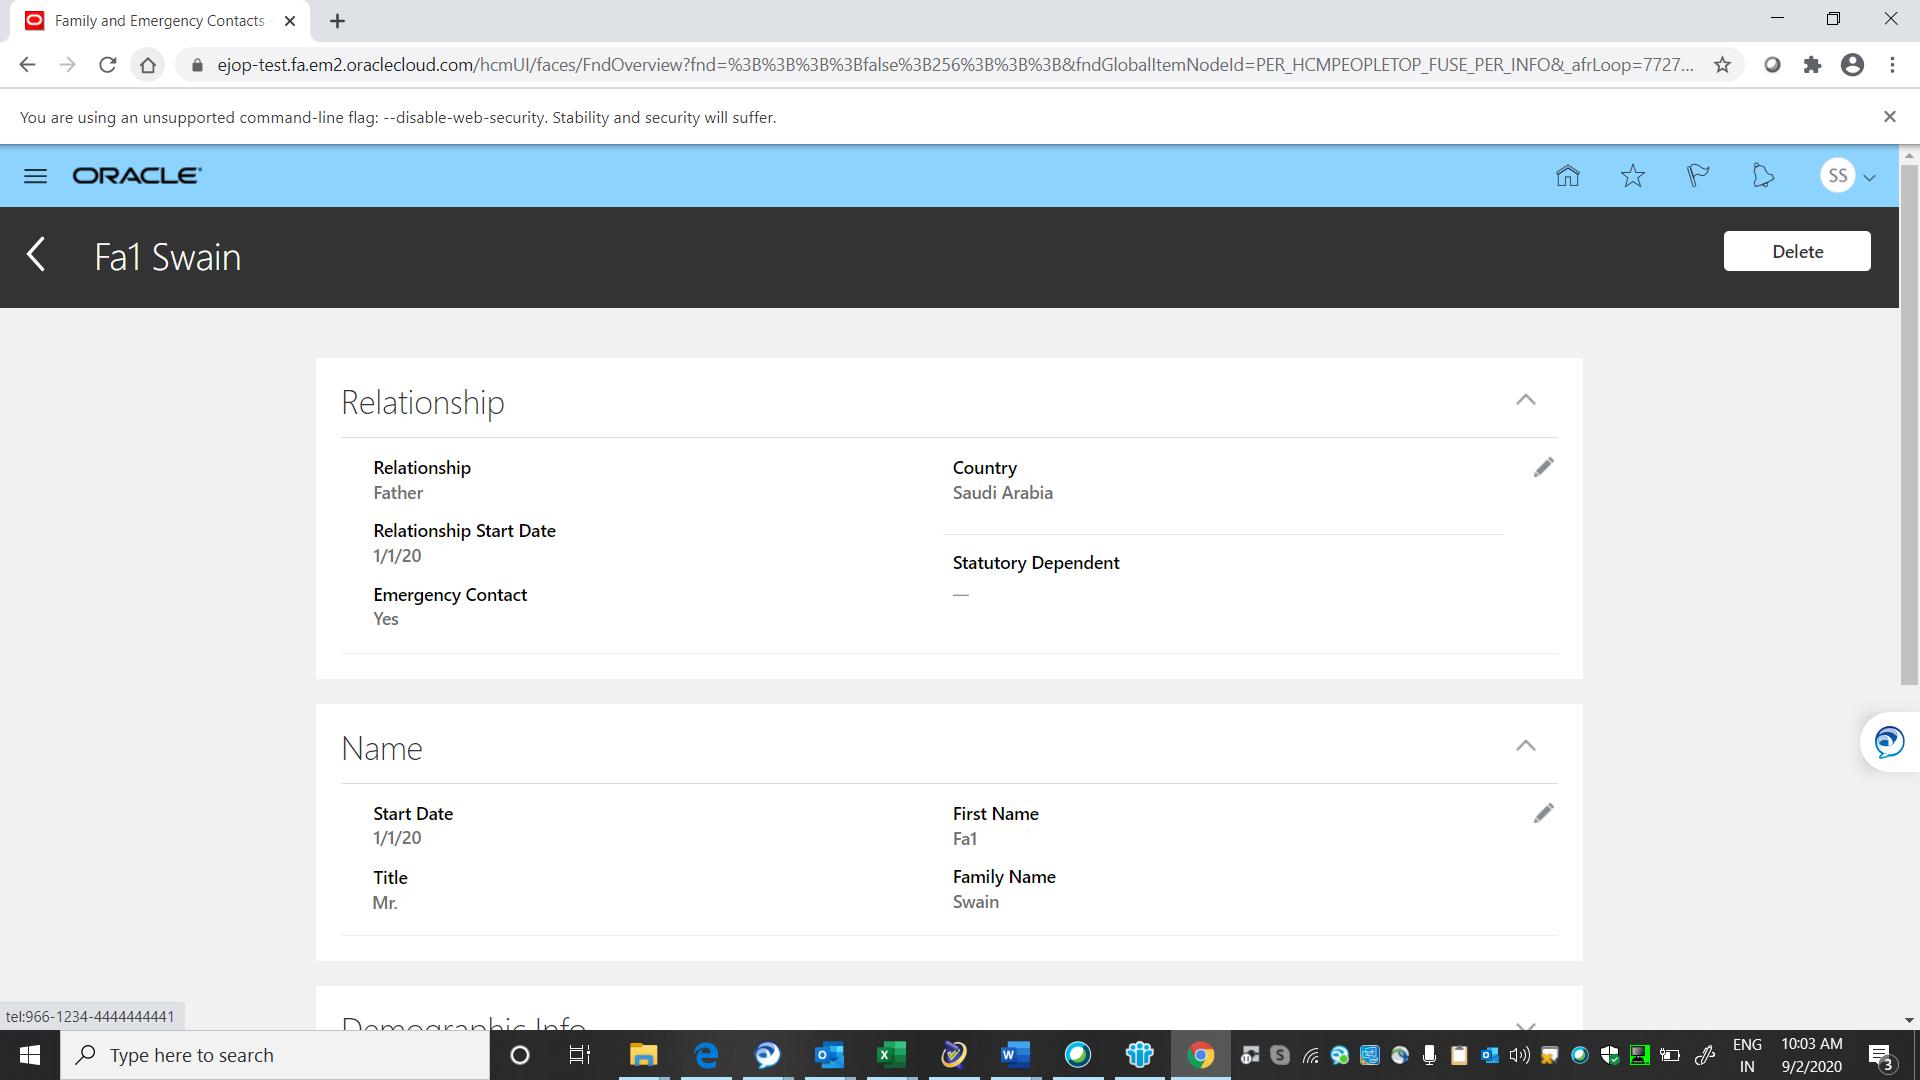 Family and Emergency Contacts -
ejop-test.fa.em2.oraclecloud.com/hcmUI/faces/FndOverview?fnd=%3B%3B%3B%3Bfalse%3B256%3B%3B%3B&fndGlobalItemNodeId=PER_HCMPEOPLETOP_FUSE_PER_INFO&_afrLoop=7727...
You are using an unsupported command-line flag: --disable-web-security. Stability and security will suffer.
ORACLE
SS
Fa1 Swain
Delete
Relationship
Relationship
Father
Country
Saudi Arabia
Relationship Start Date
1/1/20
Statutory Dependent
—
Emergency Contact
Yes
Name
Start Date
1/1/20
First Name
Fa1
Title
Mr.
Family Name
Swain
Demographic Info
tel:966-1234-4444444441
Type here to search
ENG
IN
10:03 AM
9/2/2020
3